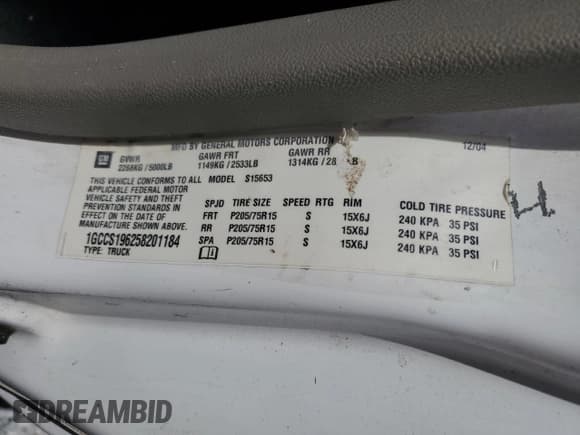 MFD BY GENERAL MOTORS CORPORATION 12/04
GM GVWR GAWR FRT GAWR RR
2268KG / 5000LB 1149KG / 2533LB 1314KG / 28 LB
THIS VEHICLE CONFORMS TO ALL MODEL S15653
APPLICABLE FEDERAL MOTOR
VEHICLE SAFETY AND THEFT
PREVENTION STANDARDS IN
EFFECT ON THE DATE OF
MANUFACTURE SHOWN ABOVE.
1GCCS196258201184
TYPE: TRUCK
SPJD TIRE SIZE SPEED RTG RIM COLD TIRE PRESSURE
FRT P205/75R15 S 15X6J 240 KPA 35 PSI
RR P205/75R15 S 15X6J 240 KPA 35 PSI
SPA P205/75R15 S 15X6J 240 KPA 35 PSI
DREAMBID